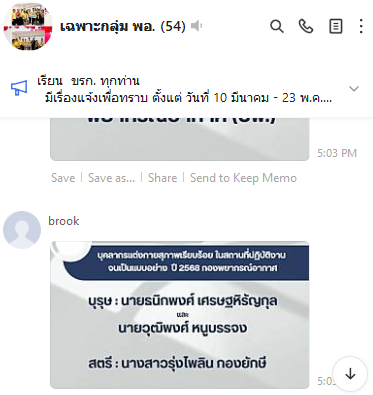 เฉพาะกลุ่ม พอ. (54)
เรียน ขรก. ทุกท่าน
มีเรื่องแจ้งเพื่อทราบ ตั้งแต่ วันที่ 10 มีนาคม - 23 พ.ค....
5:03 PM
Save | Save as... | Share | Send to Keep Memo
brook
บุคลากรแต่งกายสุภาพเรียบร้อย ในสถานที่ปฏิบัติงาน
จนเป็นแบบอย่าง ปี 2568 กองพยากรณ์อากาศ
บุรุษ : นายธนิกพงศ์ เศรษฐหิรัญกุล
และ
นายวุฒิพงศ์ หนูบรรจง
สตรี : นางสาวรุ่งไพลิน กองยักษี